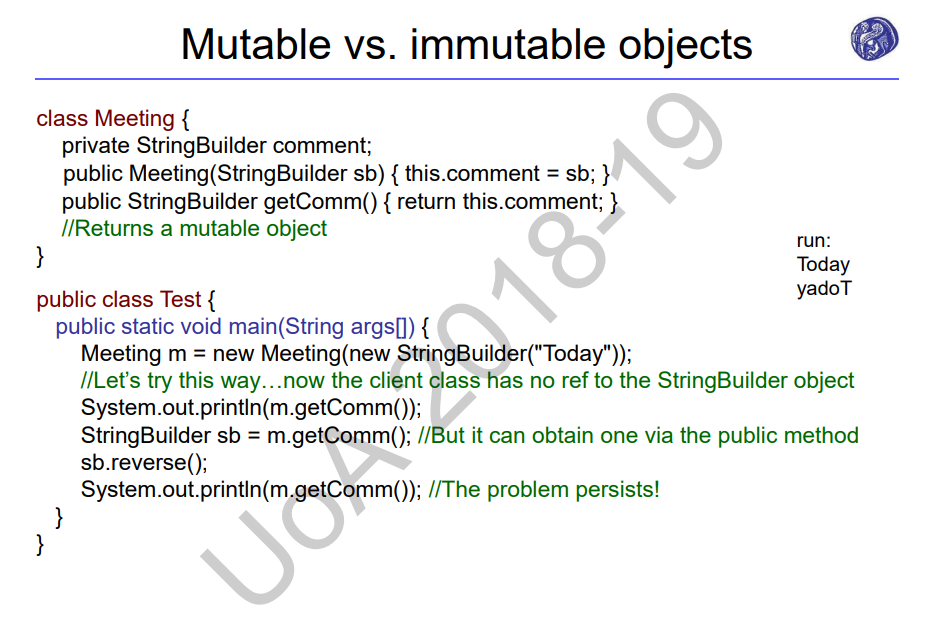 Mutable vs. immutable objects
class Meeting {
private StringBuilder comment;
public Meeting(StringBuilder sb) { this.comment = sb; }
public StringBuilder getComm() { return this.comment; }
//Returns a mutable object
}
run:
Today
yadoT
public class Test {
public static void main(String args[]) {
Meeting m = new Meeting(new StringBuilder("Today"));
//Let’s try this way…now the client class has no ref to the StringBuilder object
System.out.println(m.getComm());
StringBuilder sb = m.getComm(); //But it can obtain one via the public method
sb.reverse();
System.out.println(m.getComm()); //The problem persists!
}
}
UoA 2018-19